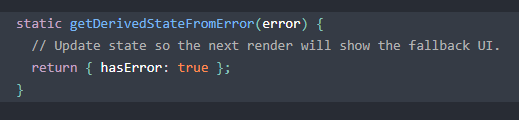 static getDerivedStateFromError(error) {
// Update state so the next render will show the fallback UI.
return { hasError: true };
}